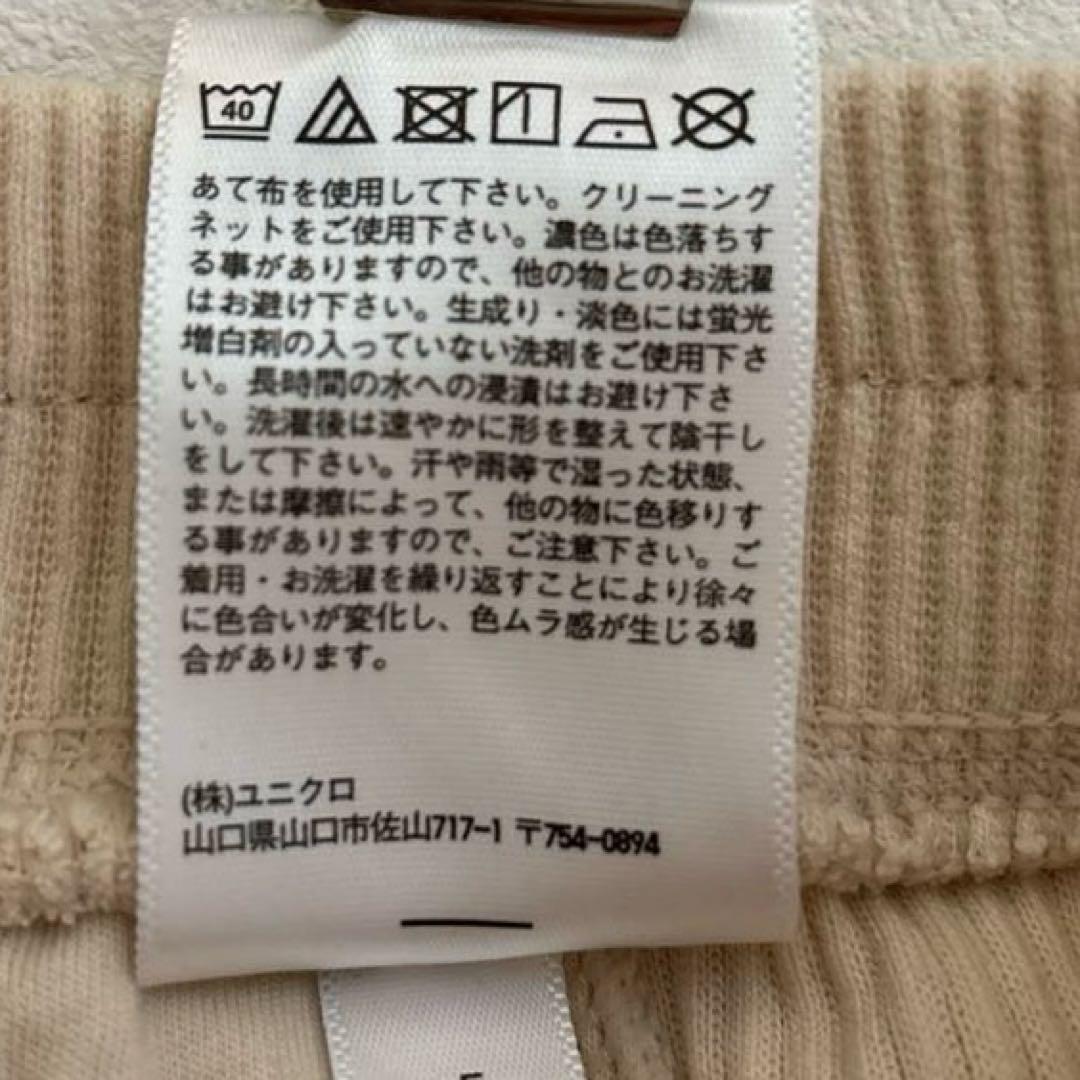 40
あて布を使用して下さい。クリーニング
ネットをご使用下さい。濃色は色落ちす
る事がありますので、他の物とのお洗濯
はお避け下さい。生成り・淡色には蛍光
増白剤の入っていない洗剤をご使用下さ
い。長時間の水への浸漬はお避け下さ
い。洗濯後は速やかに形を整えて陰干し
をして下さい。汗や雨等で湿った状態、
または摩擦によって、他の物に色移りす
る事がありますので、ご注意下さい。ご
着用・お洗濯を繰り返すことにより徐々
に色合いが変化し、色ムラ感が生じる場
合があります。
(株)ユニクロ
山口県山口市佐山717-1 〒754-0894